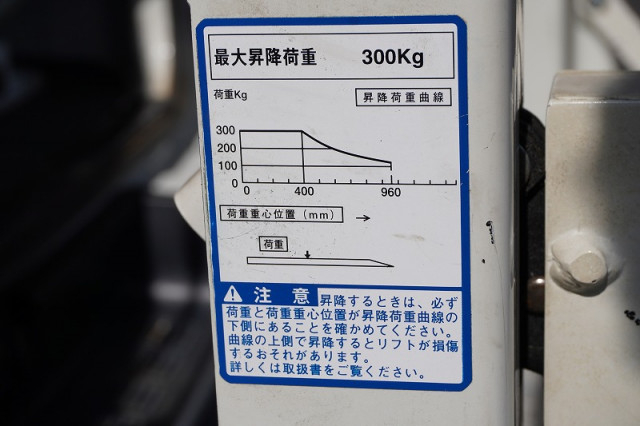 最大昇降荷重 300Kg
荷重Kg 昇降荷重曲線
300
200
100
0
0 400 960
荷重重心位置(mm) →
荷重
注意 昇降するときは、必ず
荷重と荷重重心位置が昇降荷重曲線の
下側にあることを確かめてください。
曲線の上側で昇降するとリフトが損傷
するおそれがあります。
詳しくは取扱書をご覧ください。